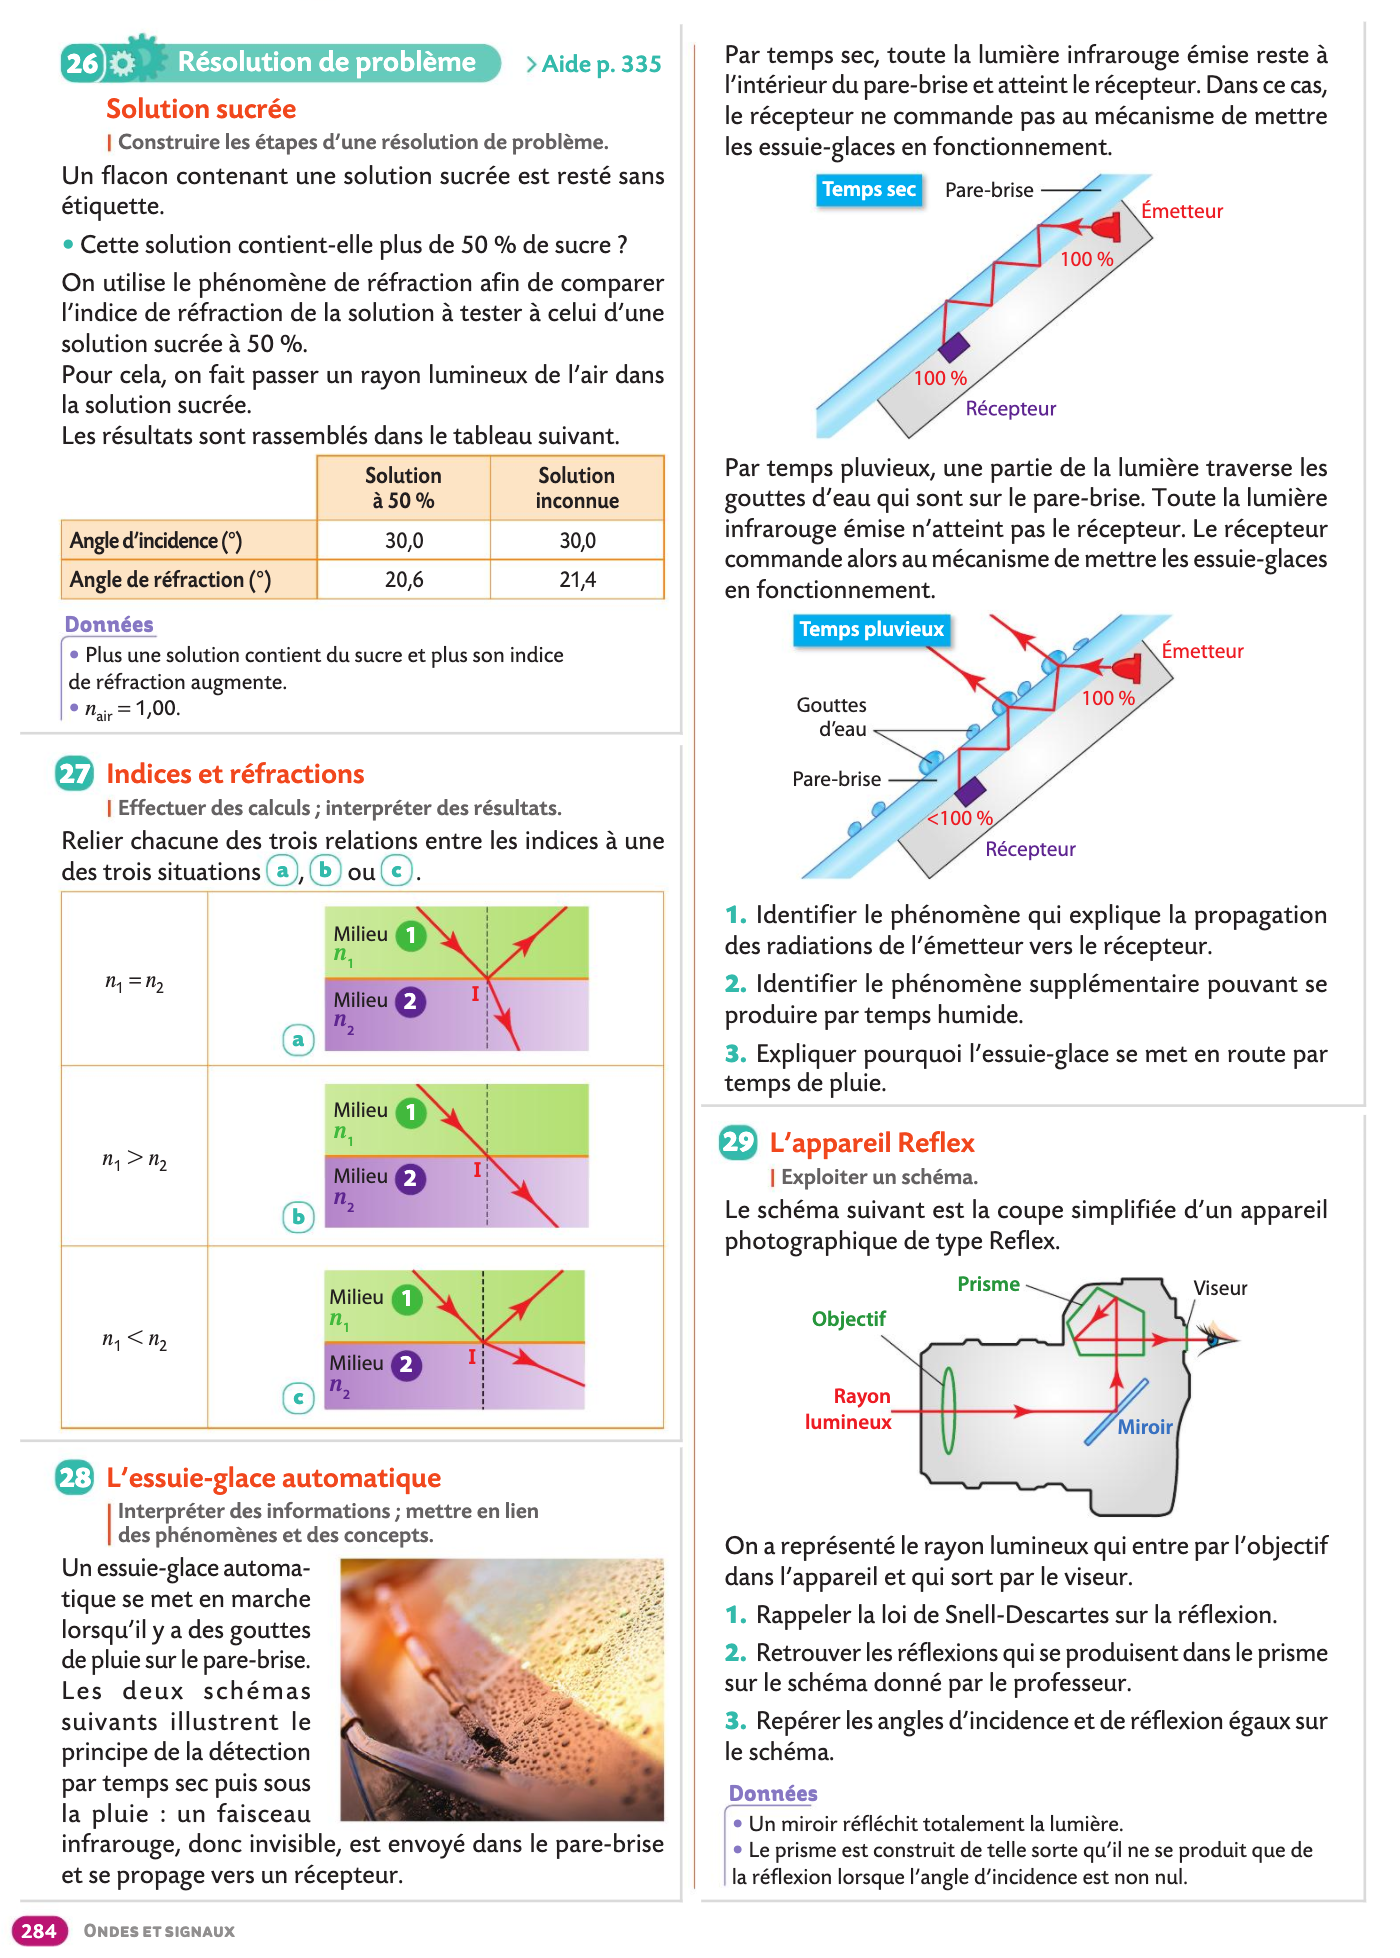 26 Résolution de problème > Aide p. 335
Solution sucrée
Construire les étapes d'une résolution de problème.
Un flacon contenant une solution sucrée est resté sans
étiquette.
• Cette solution contient-elle plus de 50 % de sucre ?
On utilise le phénomène de réfraction afin de comparer
l'indice de réfraction de la solution à tester à celui d'une
solution sucrée à 50 %.
Pour cela, on fait passer un rayon lumineux de l'air dans
la solution sucrée.
Les résultats sont rassemblés dans le tableau suivant.
Solution
à 50 %
Solution
inconnue
Angle d'incidence (°) 30,0 30,0
Angle de réfraction (°) 20,6 21,4
Données
• Plus une solution contient du sucre et plus son indice
de réfraction augmente.
• nair = 1,00.
27 Indices et réfractions
Effectuer des calculs ; interpréter des résultats.
Relier chacune des trois relations entre les indices à une
des trois situations a, b ou c.
n1 = n2
Milieu 1
n1
Milieu 2
n2
I
a
n1 > n2
Milieu 1
n1
Milieu 2
n2
I
b
n1 < n2
Milieu 1
n1
Milieu 2
n2
I
c
28 L'essuie-glace automatique
Interpréter des informations ; mettre en lien
des phénomènes et des concepts.
Un essuie-glace automa-
tique se met en marche
lorsqu'il y a des gouttes
de pluie sur le pare-brise.
Les deux schémas
suivants illustrent le
principe de la détection
par temps sec puis sous
la pluie : un faisceau
infrarouge, donc invisible, est envoyé dans le pare-brise
et se propage vers un récepteur.
Par temps sec, toute la lumière infrarouge émise reste à
l'intérieur du pare-brise et atteint le récepteur. Dans ce cas,
le récepteur ne commande pas au mécanisme de mettre
les essuie-glaces en fonctionnement.
Temps sec
Pare-brise
Émetteur
100 %
100 %
Récepteur
Par temps pluvieux, une partie de la lumière traverse les
gouttes d'eau qui sont sur le pare-brise. Toute la lumière
infrarouge émise n'atteint pas le récepteur. Le récepteur
commande alors au mécanisme de mettre les essuie-glaces
en fonctionnement.
Temps pluvieux
Émetteur
100 %
Gouttes
d'eau
Pare-brise
<100 %
Récepteur
1. Identifier le phénomène qui explique la propagation
des radiations de l'émetteur vers le récepteur.
2. Identifier le phénomène supplémentaire pouvant se
produire par temps humide.
3. Expliquer pourquoi l'essuie-glace se met en route par
temps de pluie.
29 L'appareil Reflex
Exploiter un schéma.
Le schéma suivant est la coupe simplifiée d'un appareil
photographique de type Reflex.
Prisme
Viseur
Objectif
Rayon
lumineux
Miroir
On a représenté le rayon lumineux qui entre par l'objectif
dans l'appareil et qui sort par le viseur.
1. Rappeler la loi de Snell-Descartes sur la réflexion.
2. Retrouver les réflexions qui se produisent dans le prisme
sur le schéma donné par le professeur.
3. Repérer les angles d'incidence et de réflexion égaux sur
le schéma.
Données
• Un miroir réfléchit totalement la lumière.
• Le prisme est construit de telle sorte qu'il ne se produit que de
la réflexion lorsque l'angle d'incidence est non nul.
284 ONDES ET SIGNAUX